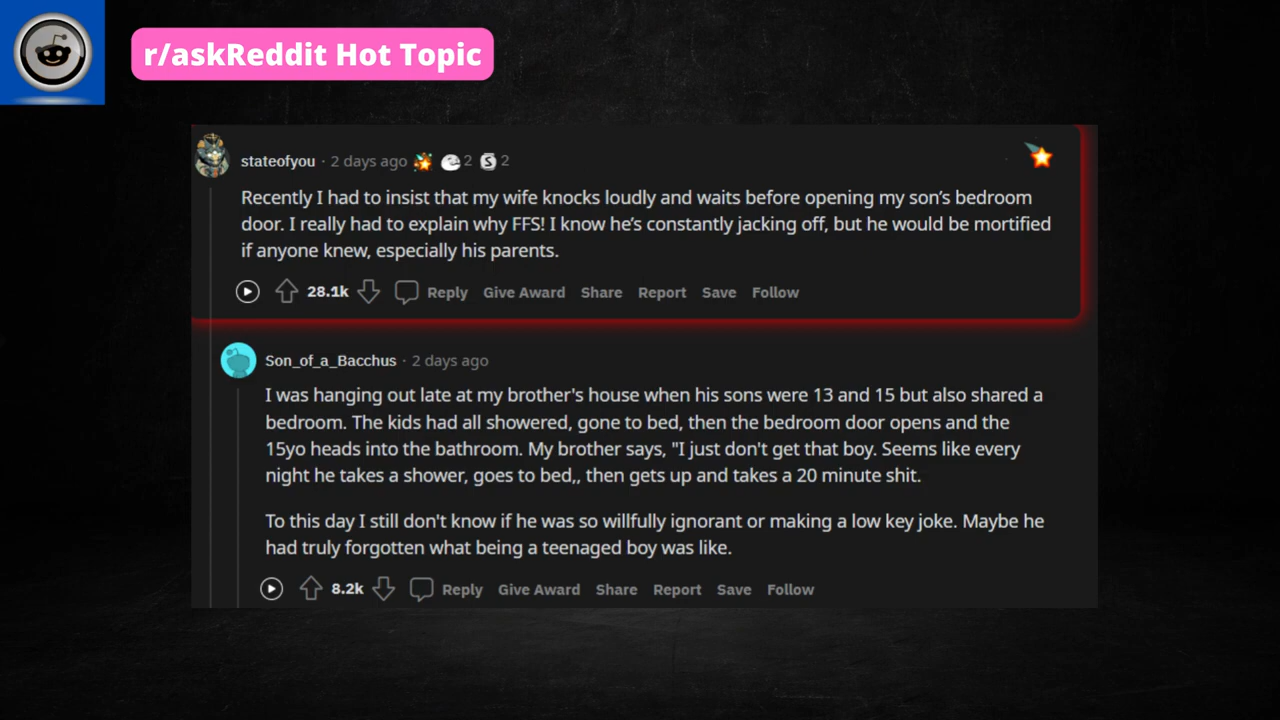 r/askReddit Hot Topic
stateofyou · 2 days ago 2 2
Recently I had to insist that my wife knocks loudly and waits before opening my son’s bedroom
door. I really had to explain why FFS! I know he’s constantly jacking off, but he would be mortified
if anyone knew, especially his parents.
28.1k Reply Give Award Share Report Save Follow
Son_of_a_Bacchus · 2 days ago
I was hanging out late at my brother's house when his sons were 13 and 15 but also shared a
bedroom. The kids had all showered, gone to bed, then the bedroom door opens and the
15yo heads into the bathroom. My brother says, "I just don't get that boy. Seems like every
night he takes a shower, goes to bed,, then gets up and takes a 20 minute shit.
To this day I still don't know if he was so willfully ignorant or making a low key joke. Maybe he
had truly forgotten what being a teenaged boy was like.
8.2k Reply Give Award Share Report Save Follow